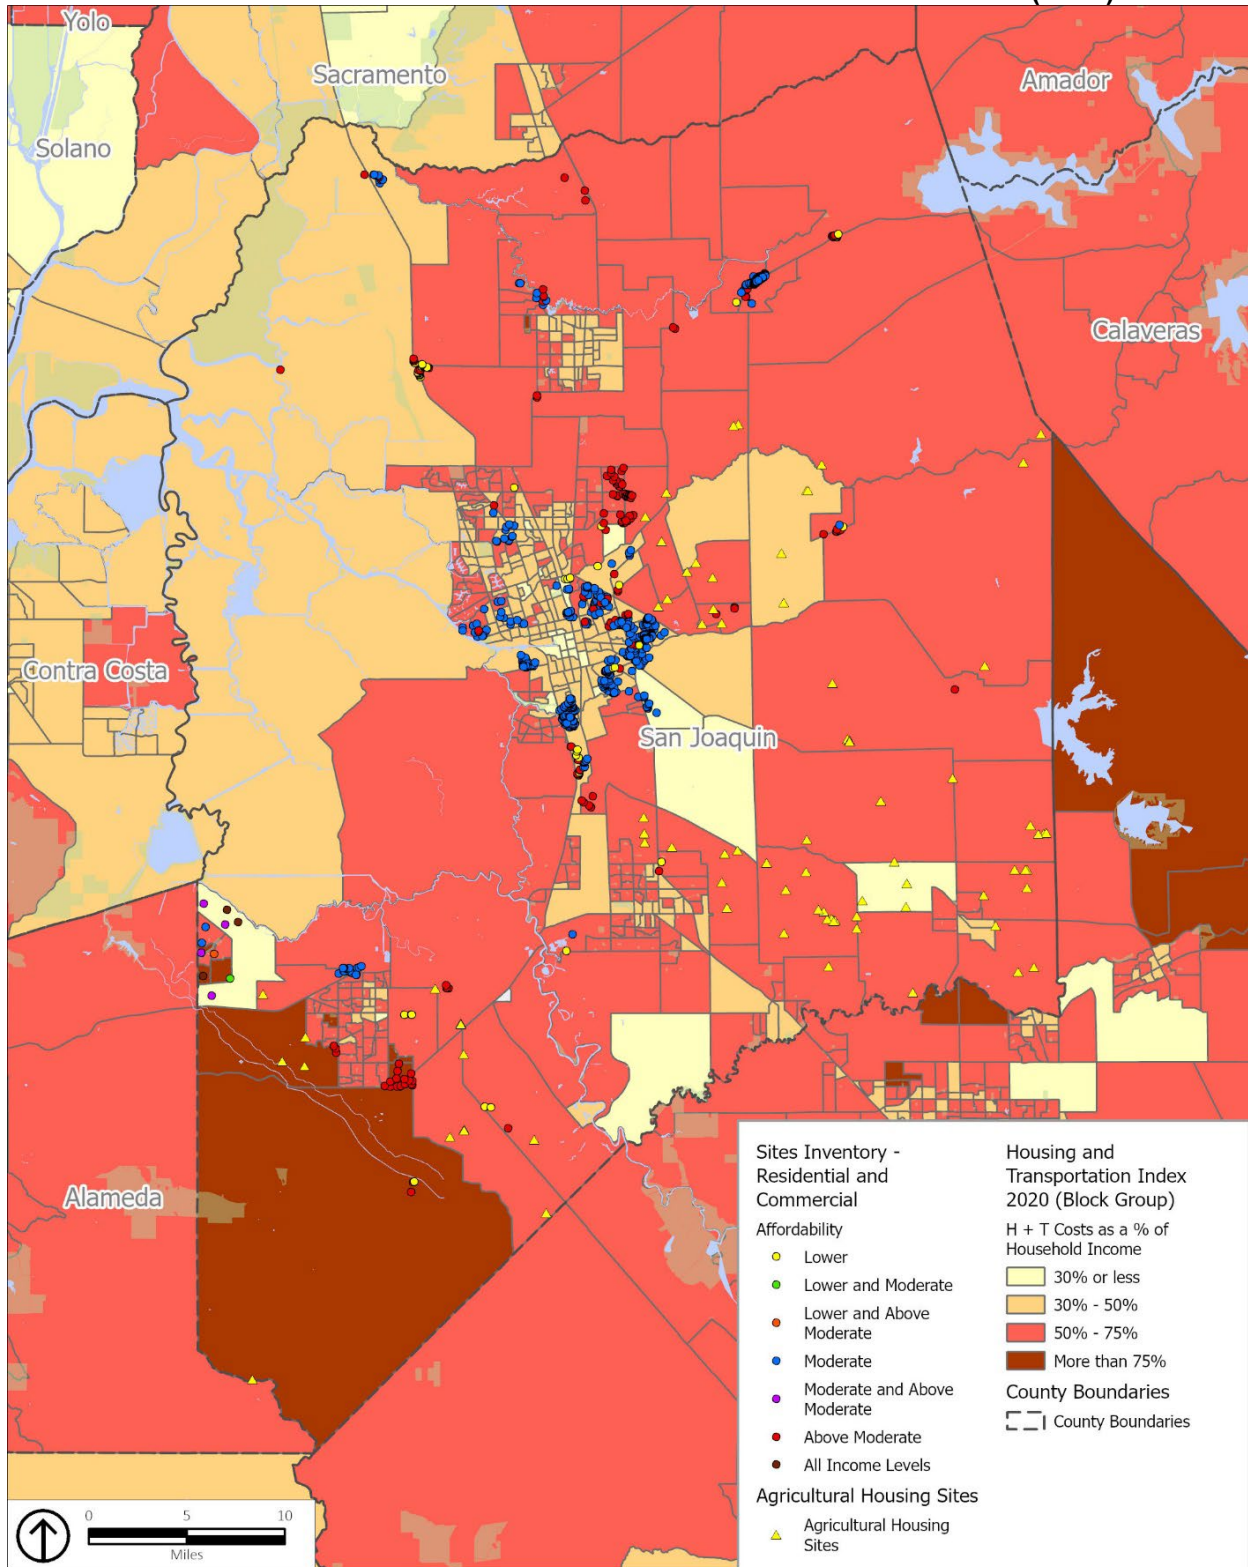 Yolo
Sacramento
Amador
Solano
Calaveras
Contra Costa
San Joaquin
Alameda
Sites Inventory -
Residential and
Commercial
Affordability
Lower
Lower and Moderate
Lower and Above
Moderate
Moderate
Moderate and Above
Moderate
Above Moderate
All Income Levels
Agricultural Housing Sites
Agricultural Housing
Sites
Housing and
Transportation Index
2020 (Block Group)
H + T Costs as a % of
Household Income
30% or less
30% - 50%
50% - 75%
More than 75%
County Boundaries
County Boundaries
0 5 10
Miles